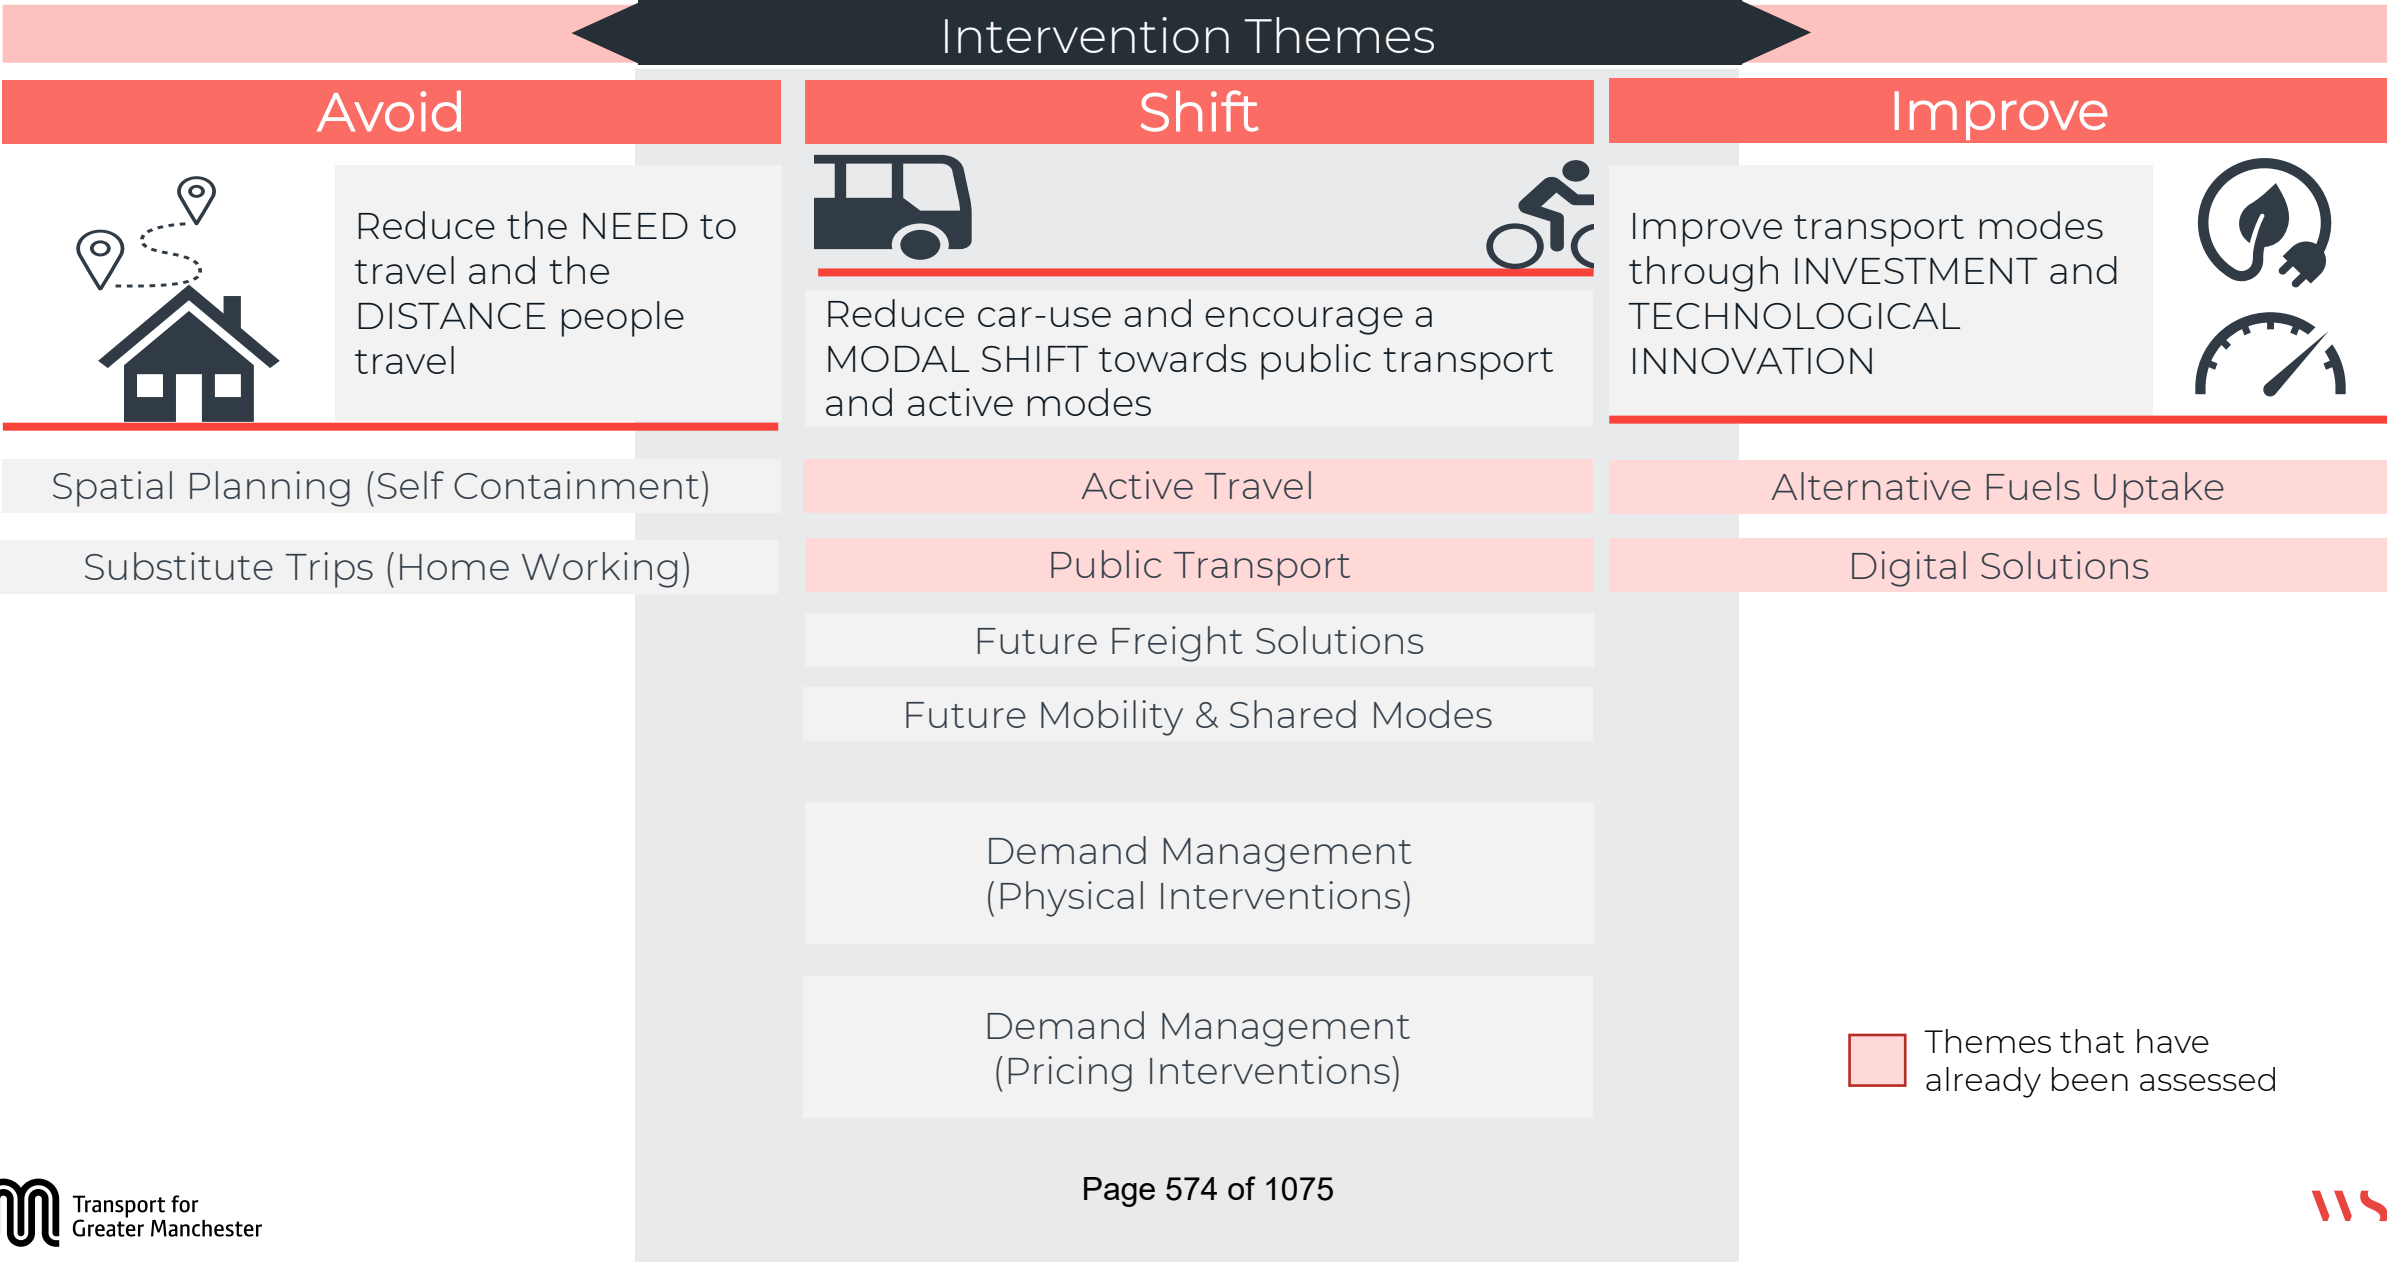 Intervention Themes
Avoid
Reduce the NEED to
travel and the
DISTANCE people
travel
Spatial Planning (Self Containment)
Substitute Trips (Home Working)
Shift
Reduce car-use and encourage a
MODAL SHIFT towards public transport
and active modes
Active Travel
Public Transport
Future Freight Solutions
Future Mobility & Shared Modes
Demand Management
(Physical Interventions)
Demand Management
(Pricing Interventions)
Improve
Improve transport modes
through INVESTMENT and
TECHNOLOGICAL
INNOVATION
Alternative Fuels Uptake
Digital Solutions
Themes that have
already been assessed
Transport for
Greater Manchester
Page 574 of 1075